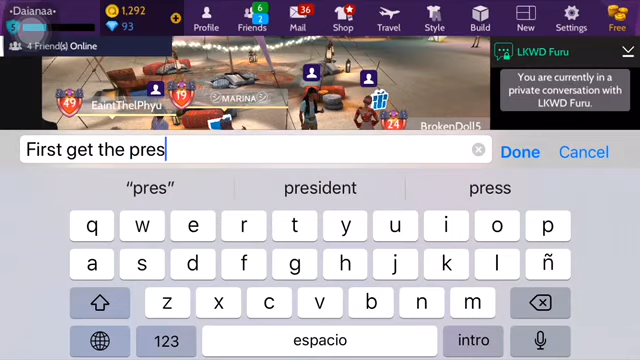 •Daianaa•
1,292
93
Profile
6
2
Friends
36
Mail
Shop
Travel
Style
Build
New
Settings
Free
4 Friend(s) Online
LKWD Furu
49
EaintThelPhyu
19
MARINA
24
BrokenDoll5
You are currently in a
private conversation with
LKWD Furu.
First get the pres
Done
Cancel
“pres”
president
press
q w e r t y u i o p
a s d f g h j k l ñ
z x c v b n m
123
espacio
intro